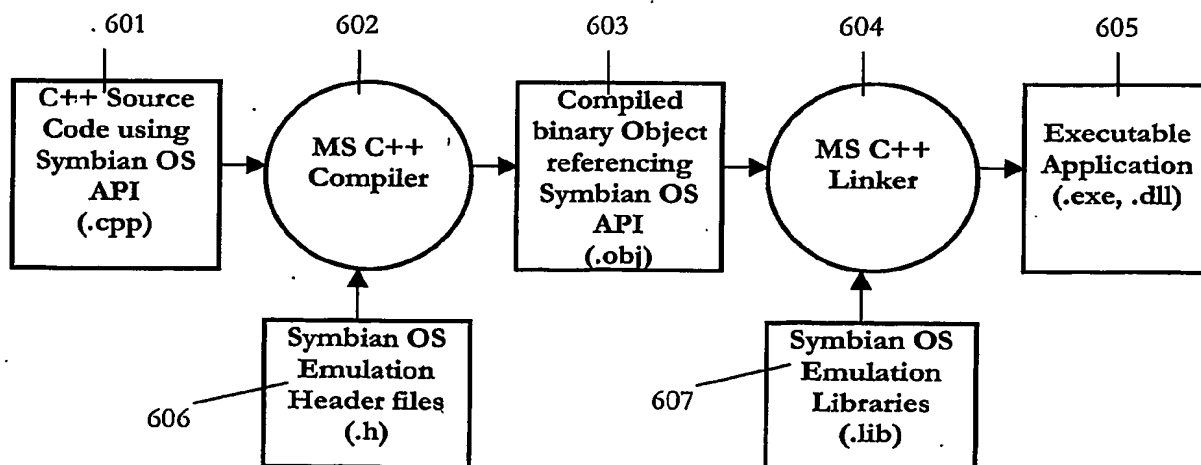 601
602
603
604
605
C++ Source
Code using
Symbian OS
API
(.cpp)
MS C++
Compiler
Compiled
binary Object
referencing
Symbian OS
API
(.obj)
MS C++
Linker
Executable
Application
(.exe, .dll)
Symbian OS
Emulation
Header files
(.h)
606
Symbian OS
Emulation
Libraries
(.lib)
607